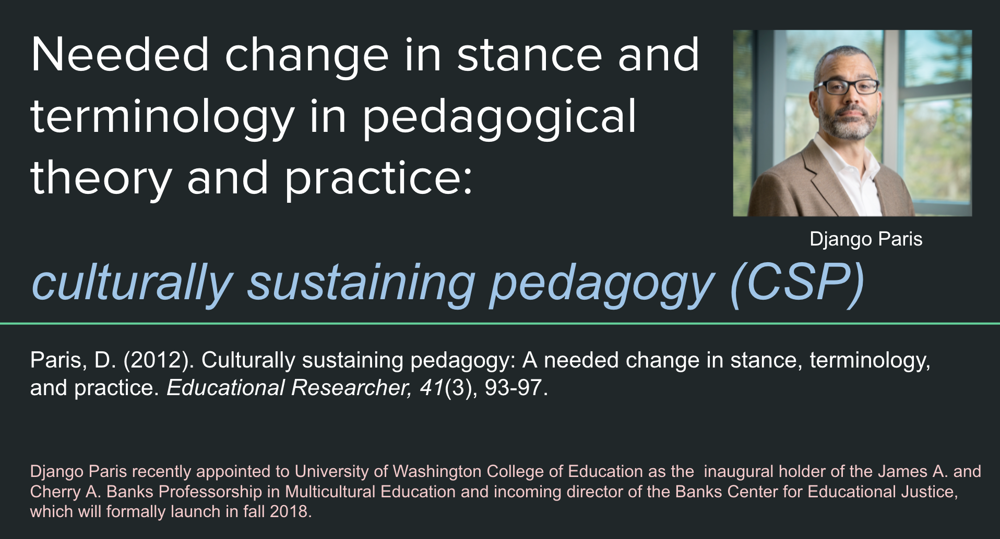 Needed change in stance and
terminology in pedagogical
theory and practice:
Django Paris
culturally sustaining pedagogy (CSP)
Paris, D. (2012). Culturally sustaining pedagogy: A needed change in stance, terminology,
and practice. Educational Researcher, 41(3), 93-97.
Django Paris recently appointed to University of Washington College of Education as the  inaugural holder of the James A. and
Cherry A. Banks Professorship in Multicultural Education and incoming director of the Banks Center for Educational Justice,
which will formally launch in fall 2018.